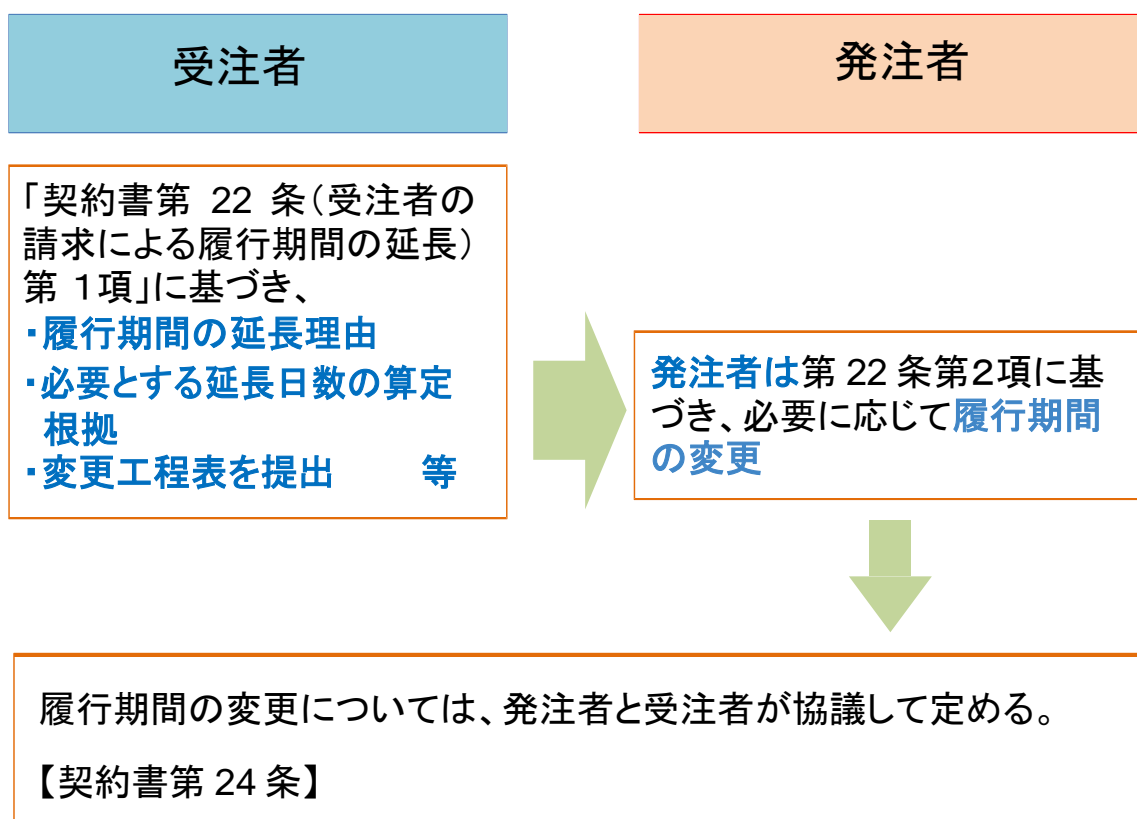 受注者
発注者
「契約書第 22 条（受注者の
請求による履行期間の延長）
第 １項」に基づき、
・履行期間の延長理由
・必要とする延長日数の算定
根拠
・変更工程表を提出　　等
発注者は第 22 条第２項に基
づき、必要に応じて履行期間
の変更
履行期間の変更については、発注者と受注者が協議して定める。
【契約書第 24 条】